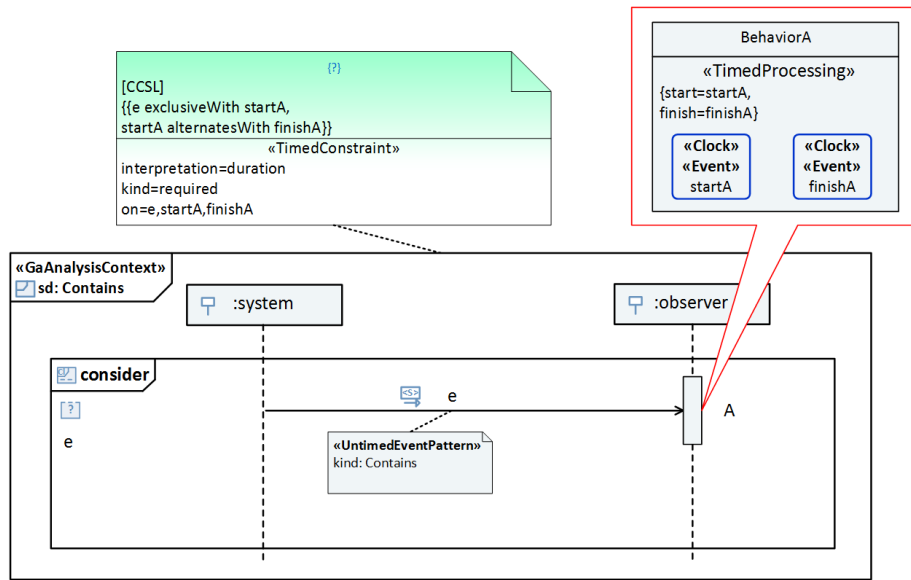 BehaviorA
«TimedProcessing»
{start=startA,
finish=finishA}
«Clock»
«Event»
startA
«Clock»
«Event»
finishA
{?}
[CCSL]
{{e exclusiveWith startA,
startA alternatesWith finishA}}
«TimedConstraint»
interpretation=duration
kind=required
on=e,startA,finishA
«GaAnalysisContext»
sd: Contains
:system
:observer
consider
[?]
e
<S>
e
A
«UntimedEventPattern»
kind: Contains